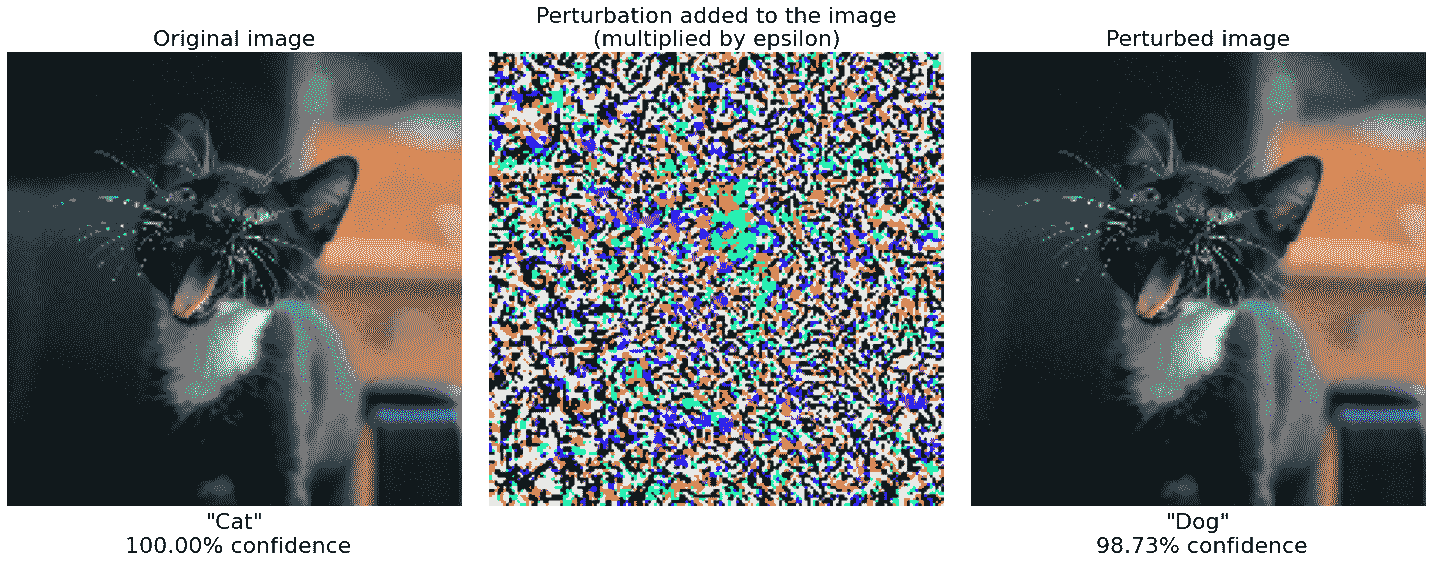 Original image
Perturbation added to the image
(multiplied by epsilon)
Perturbed image
"Cat"
100.00% confidence
"Dog"
98.73% confidence